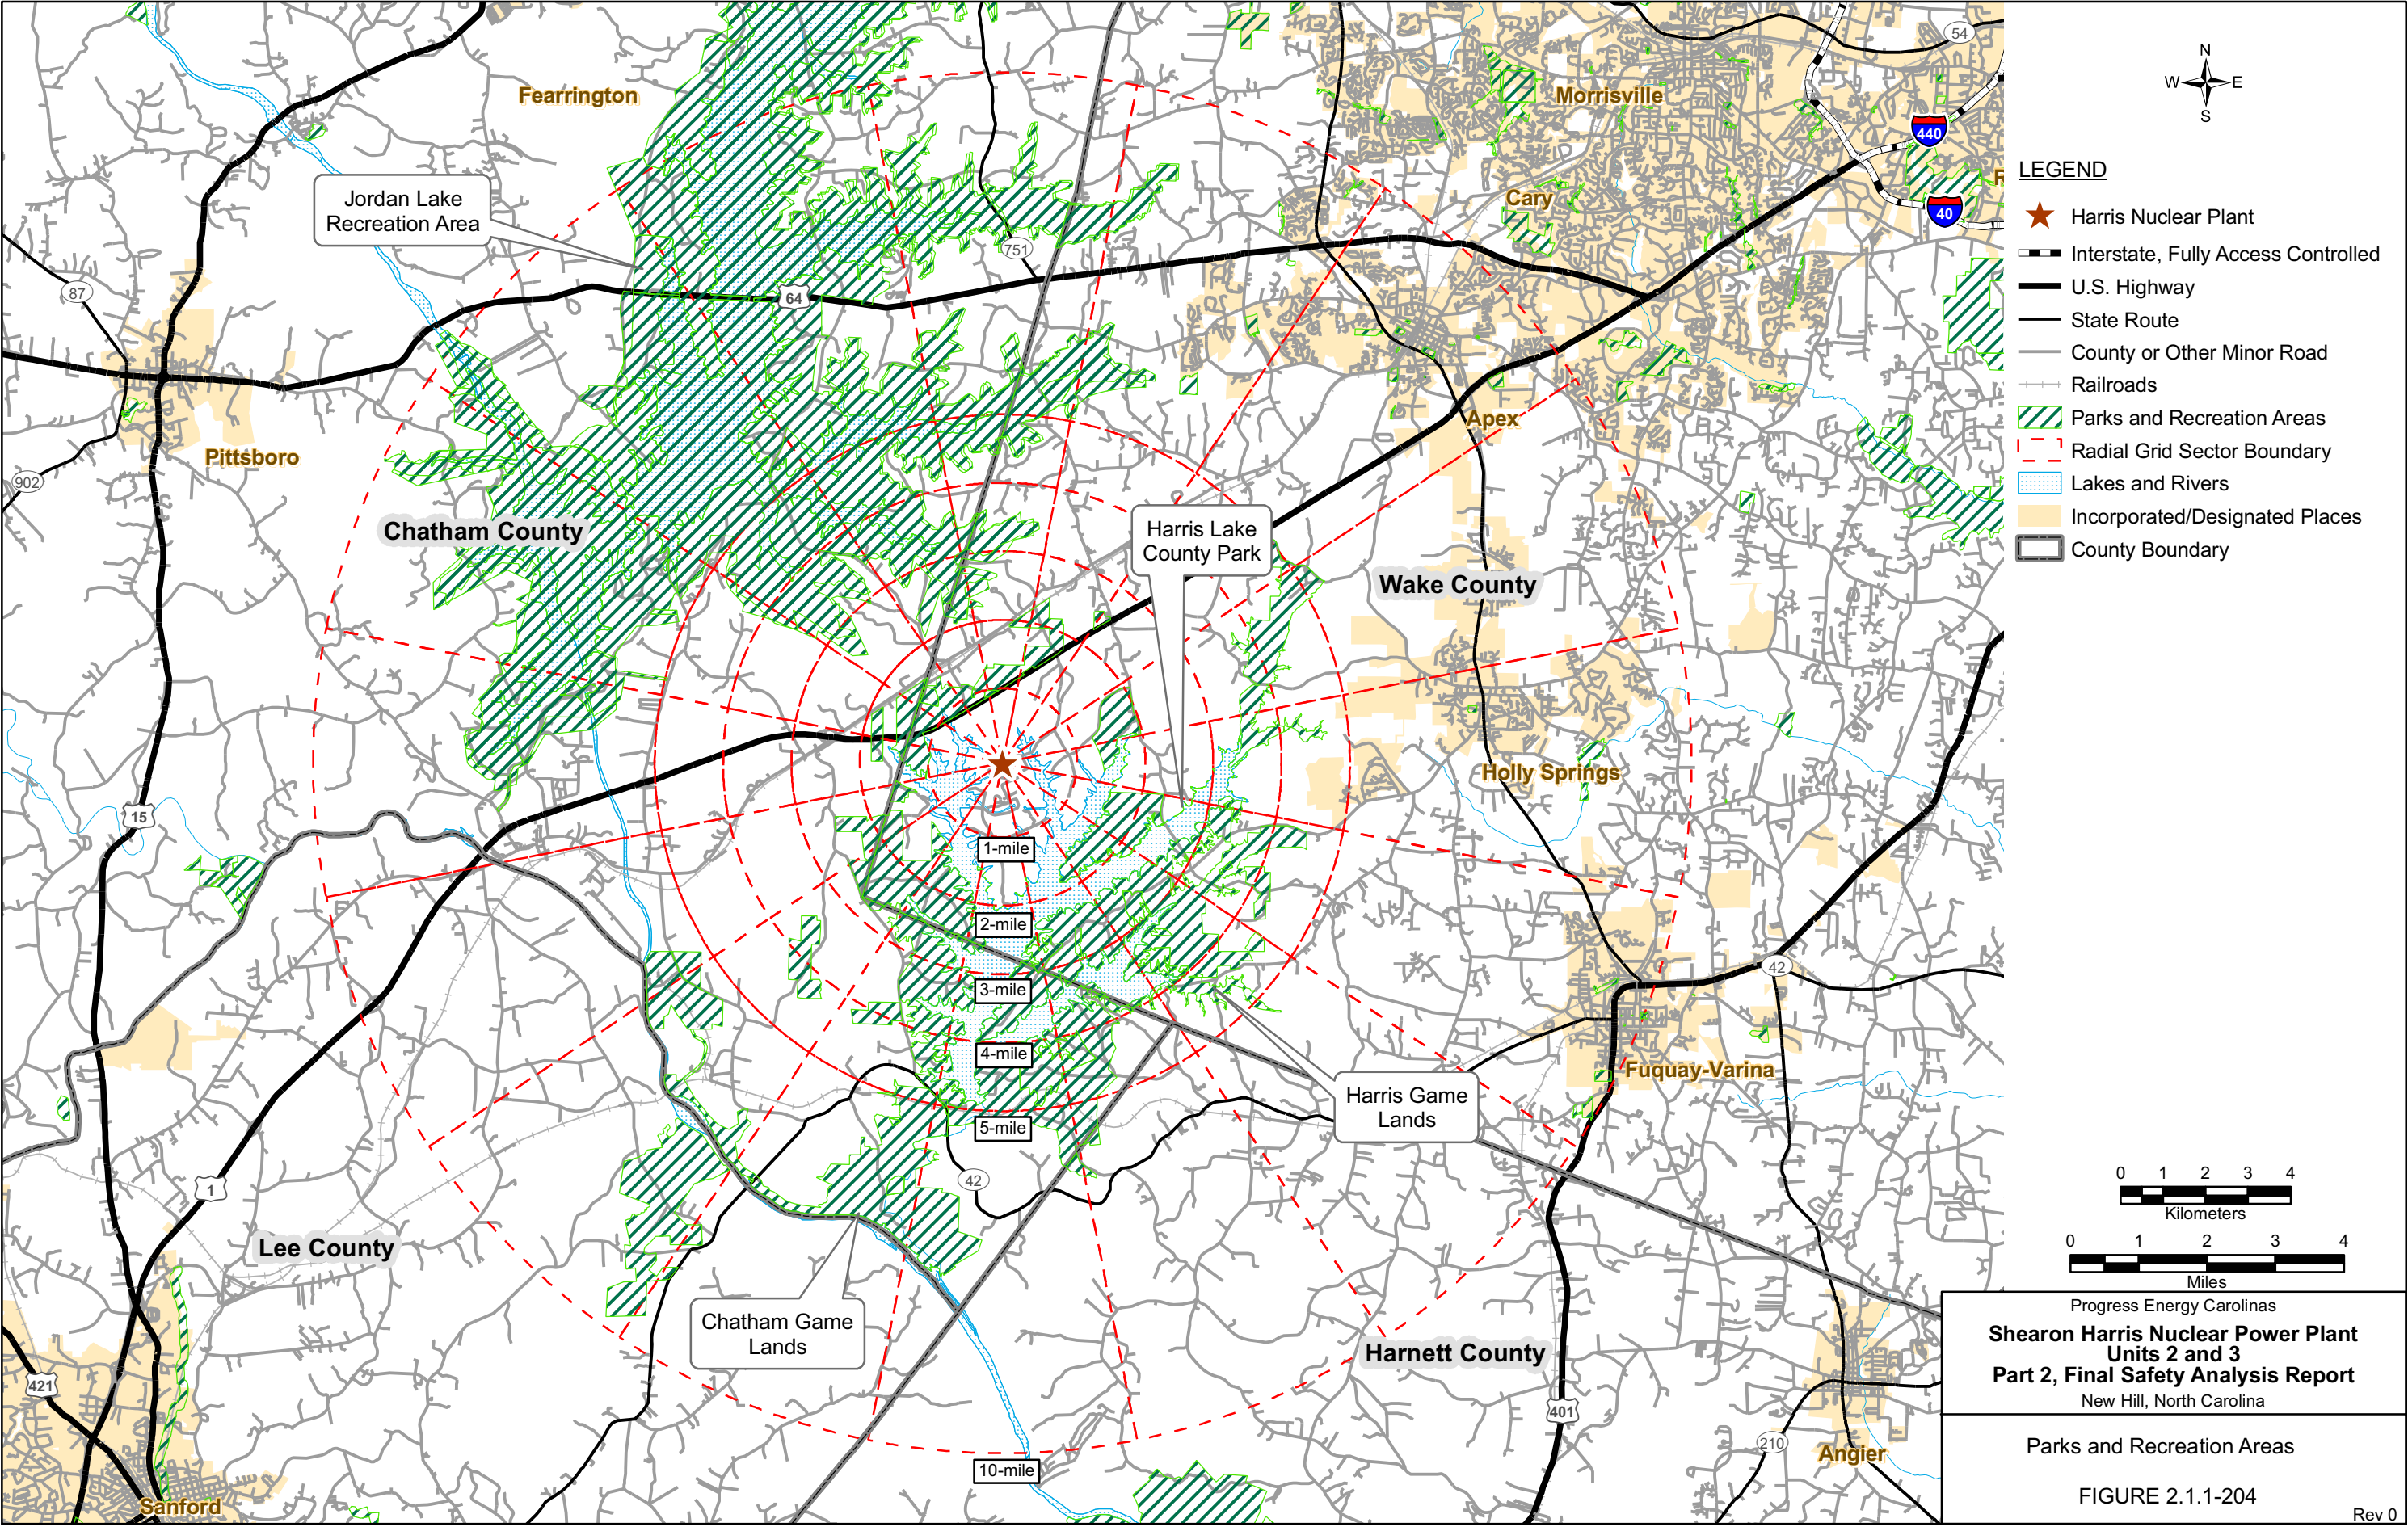 54
N
W E
S
Fearrington
Morrisville
440
LEGEND
Jordan Lake
Recreation Area
Cary
R
40
Harris Nuclear Plant
Interstate, Fully Access Controlled
U.S. Highway
State Route
County or Other Minor Road
Railroads
Parks and Recreation Areas
Radial Grid Sector Boundary
Lakes and Rivers
Incorporated/Designated Places
County Boundary
751
87
64
Apex
Pittsboro
902
Chatham County
Harris Lake
County Park
Wake County
Holly Springs
15
1-mile
2-mile
3-mile
4-mile
5-mile
42
Fuquay-Varina
Harris Game
Lands
42
1
Lee County
Chatham Game
Lands
Harnett County
421
401
210
Angier
10-mile
Sanford
0 1 2 3 4
Kilometers
0 1 2 3 4
Miles
Progress Energy Carolinas
Shearon Harris Nuclear Power Plant
Units 2 and 3
Part 2, Final Safety Analysis Report
New Hill, North Carolina
Parks and Recreation Areas
FIGURE 2.1.1-204
Rev 0